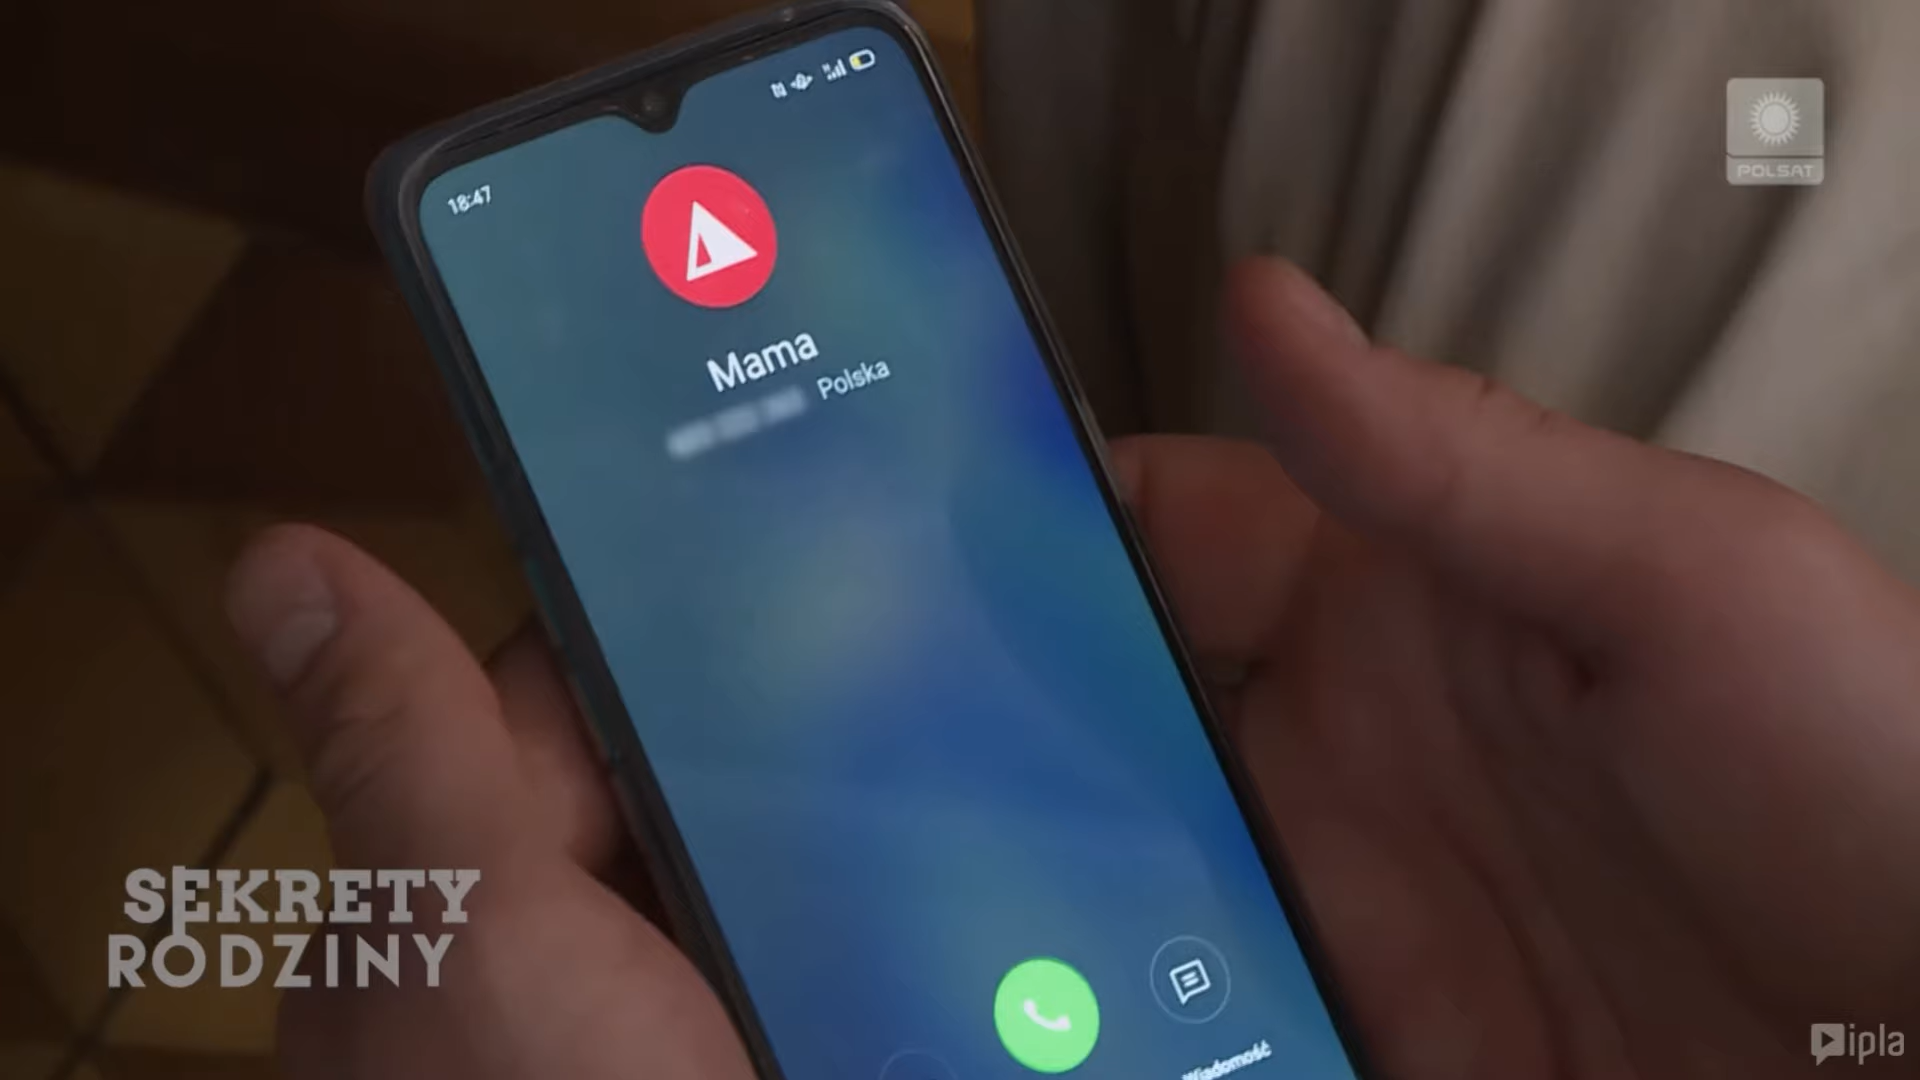 POLSAT
18:47
Mama
Polska
SEKRETY
RODZINY
Wiadomość
ipla